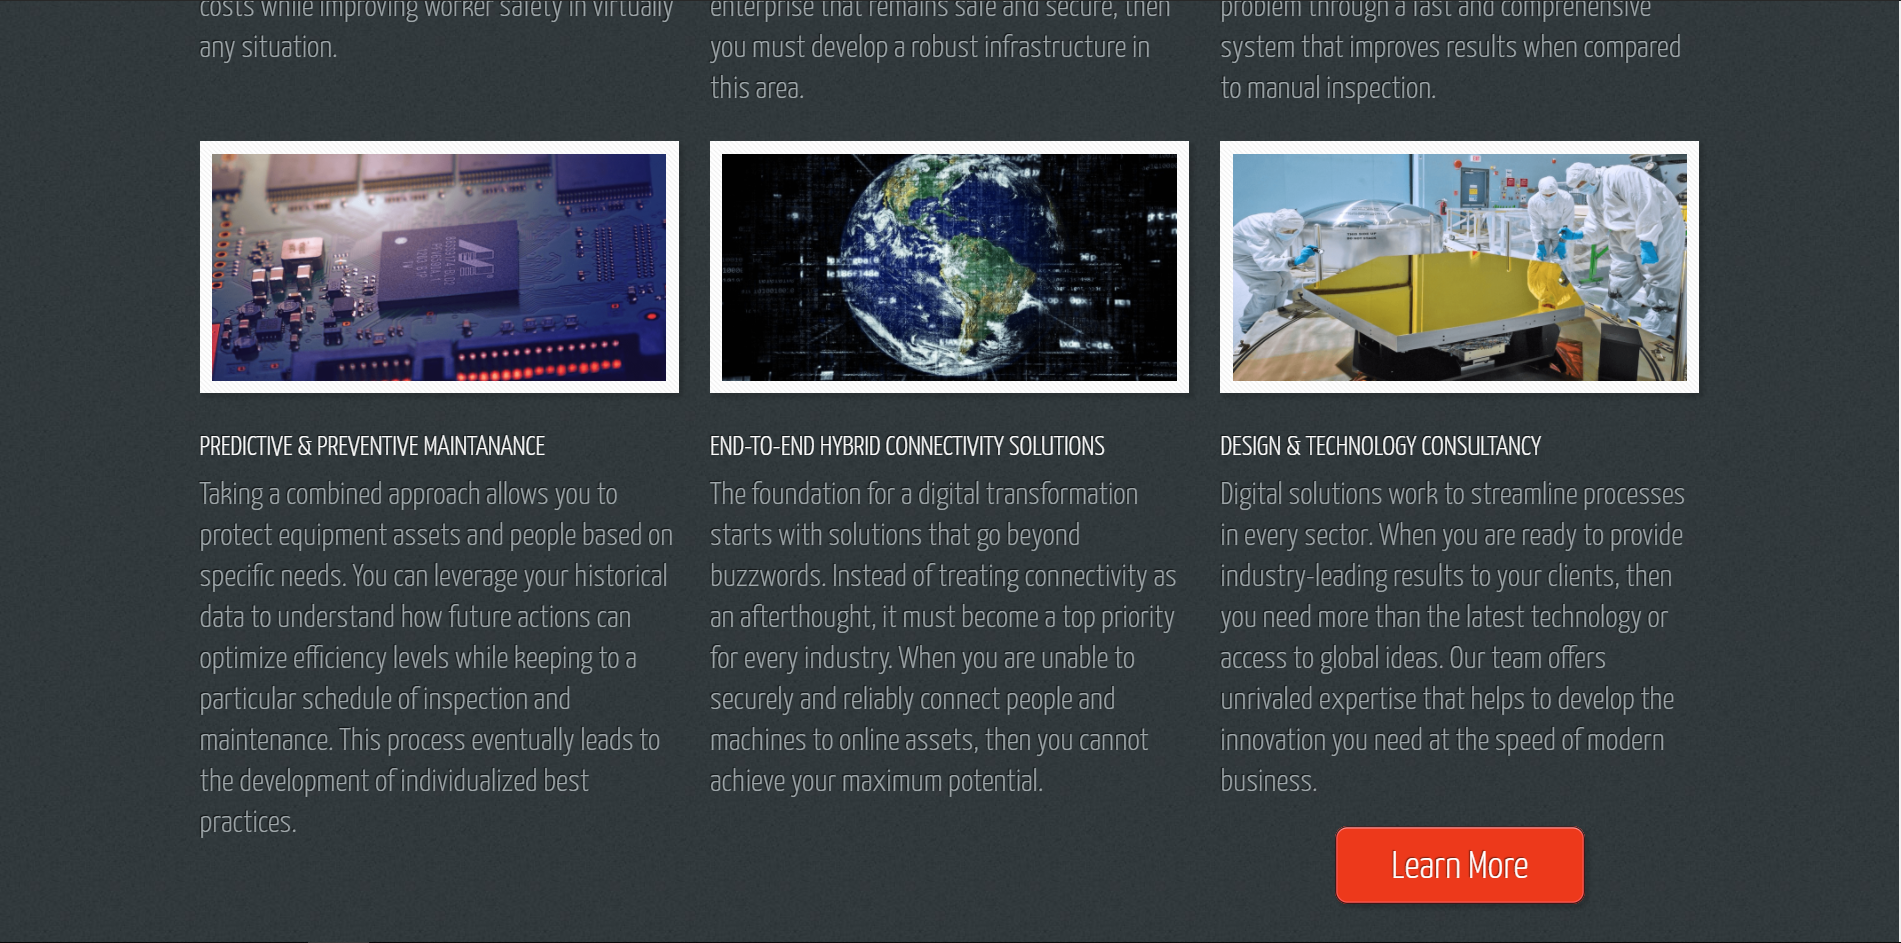 costs while improving worker safety in virtually
any situation.
enterprise that remains safe and secure, then
you must develop a robust infrastructure in
this area.
problem through a fast and comprehensive
system that improves results when compared
to manual inspection.
PREDICTIVE & PREVENTIVE MAINTANANCE
Taking a combined approach allows you to
protect equipment assets and people based on
specific needs. You can leverage your historical
data to understand how future actions can
optimize efficiency levels while keeping to a
particular schedule of inspection and
maintenance. This process eventually leads to
the development of individualized best
practices.
END-TO-END HYBRID CONNECTIVITY SOLUTIONS
The foundation for a digital transformation
starts with solutions that go beyond
buzzwords. Instead of treating connectivity as
an afterthought, it must become a top priority
for every industry. When you are unable to
securely and reliably connect people and
machines to online assets, then you cannot
achieve your maximum potential.
DESIGN & TECHNOLOGY CONSULTANCY
Digital solutions work to streamline processes
in every sector. When you are ready to provide
industry-leading results to your clients, then
you need more than the latest technology or
access to global ideas. Our team offers
unrivaled expertise that helps to develop the
innovation you need at the speed of modern
business.
Learn More